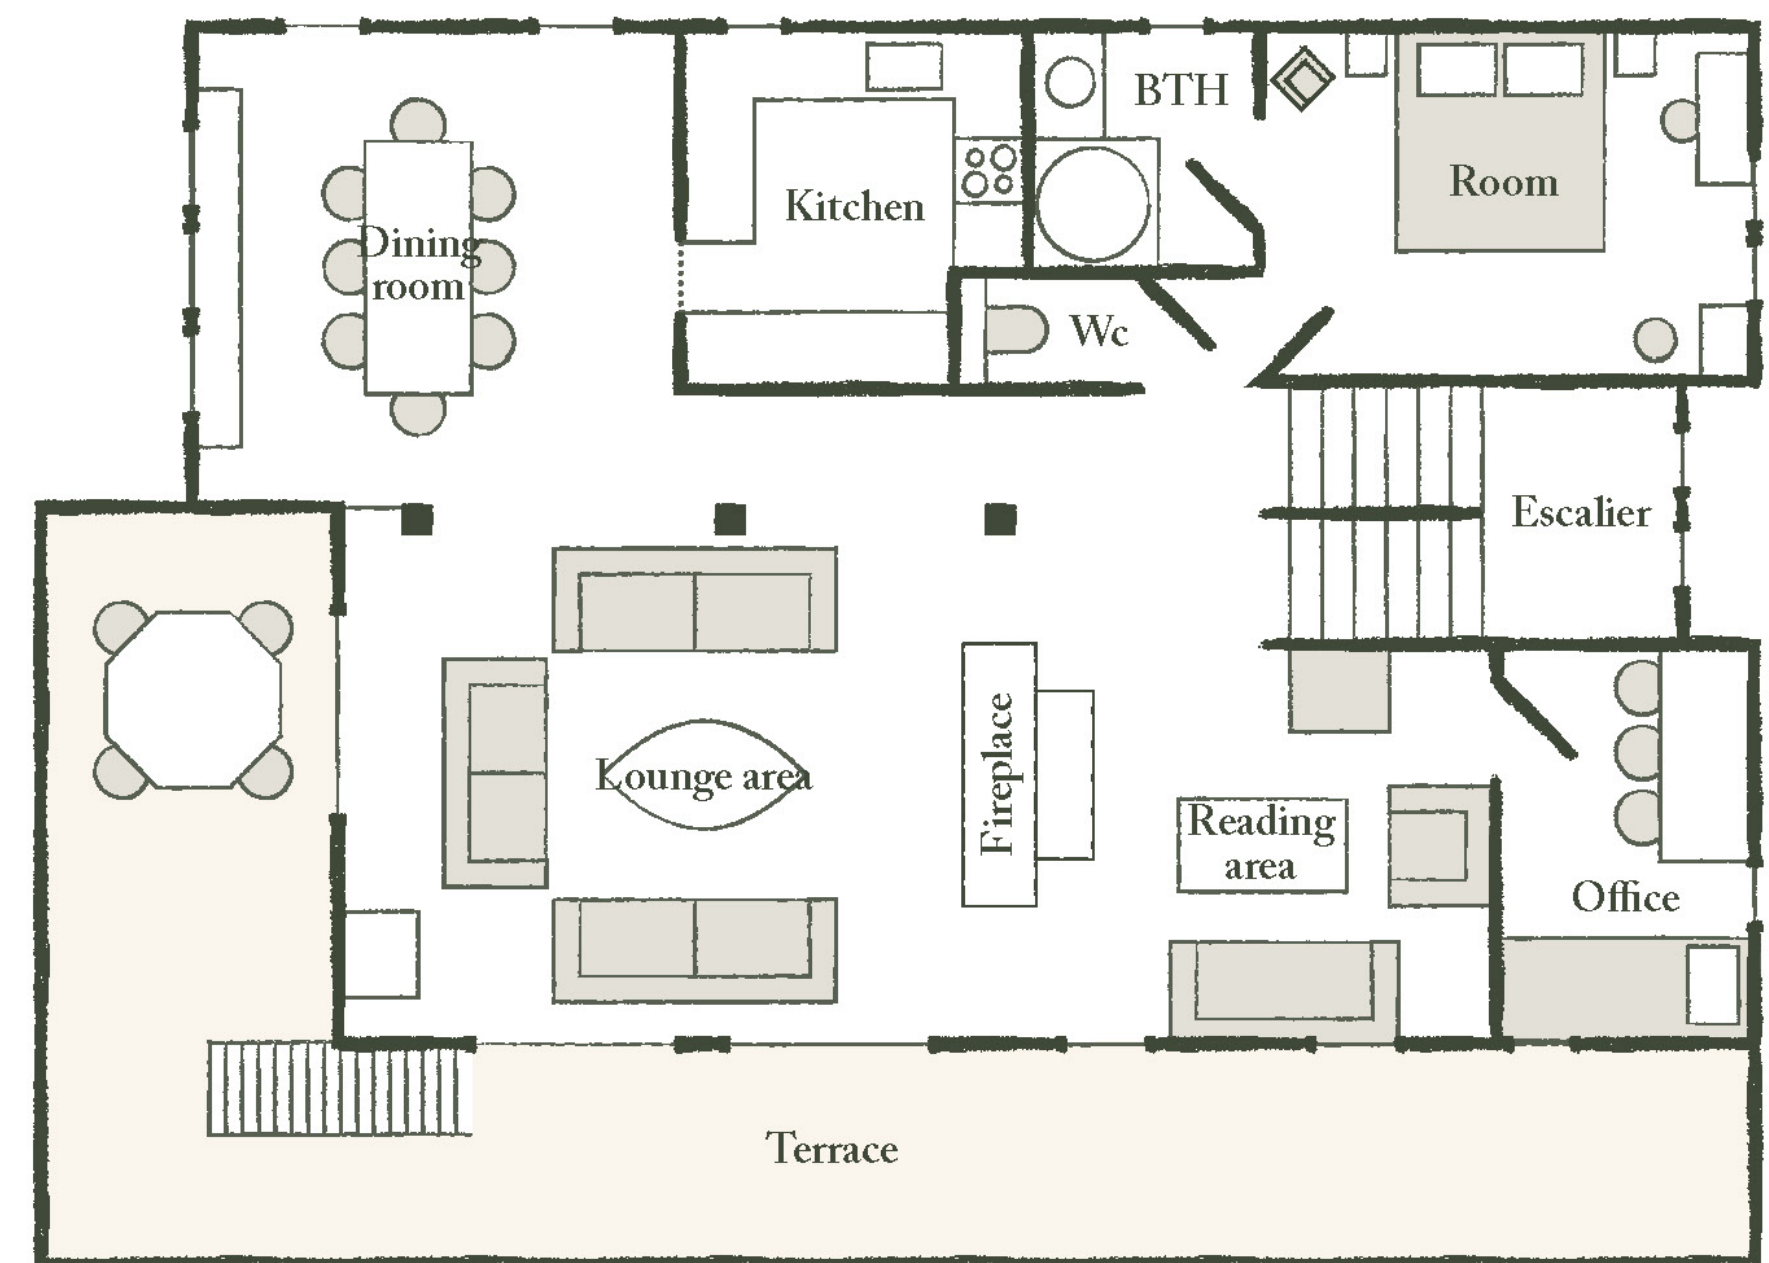 BTH
Kitchen
Room
Dining
room
Wc
Escalier
Lounge area
Fireplace
Reading
area
Office
Terrace